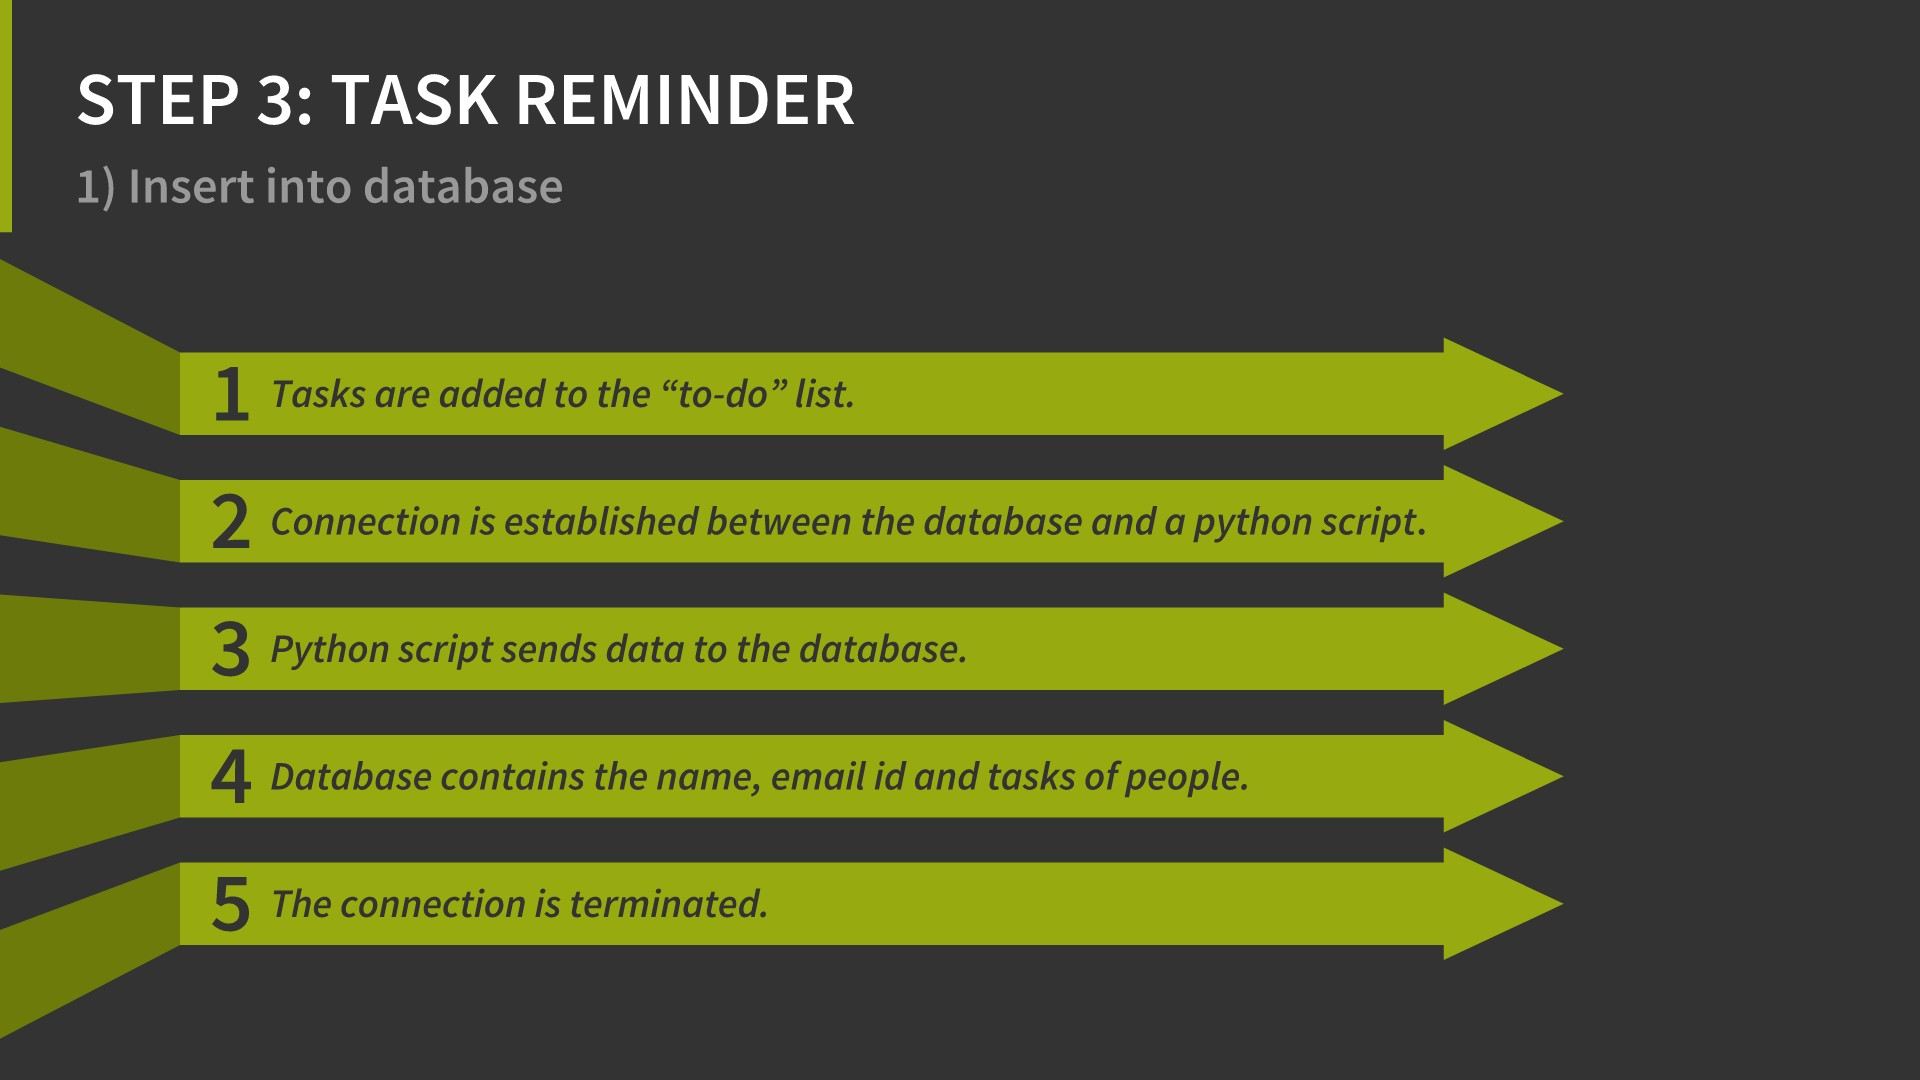 STEP 3: TASK REMINDER
1) Insert into database
1 Tasks are added to the “to-do” list.
2 Connection is established between the database and a python script.
3 Python script sends data to the database.
4 Database contains the name, email id and tasks of people.
5 The connection is terminated.